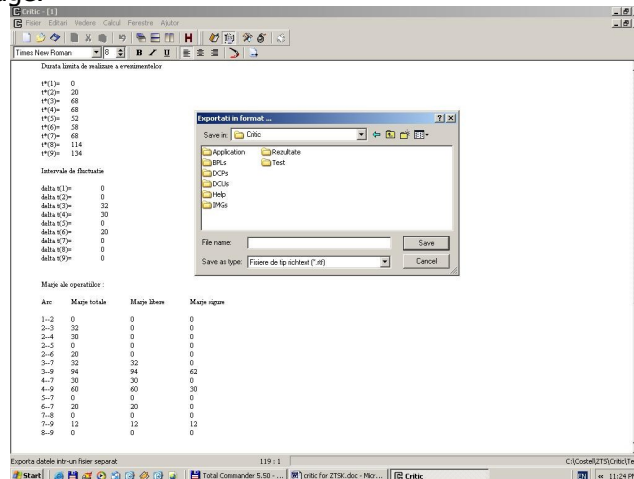 Critic - [1]
Fisier Editari Vedere Calcul Ferestre Ajutor
Times New Roman 8 B I U
Durata limita de realizare a evenimentelor
t*(1)= 0
t*(2)= 20
t*(3)= 68
t*(4)= 68
t*(5)= 52
t*(6)= 58
t*(7)= 68
t*(8)= 114
t*(9)= 134
Intervale de fluctuatie
delta t(1)= 0
delta t(2)= 0
delta t(3)= 32
delta t(4)= 30
delta t(5)= 0
delta t(6)= 20
delta t(7)= 0
delta t(8)= 0
delta t(9)= 0
Marje ale operatiilor :
Arc Marje totale Marje libere Marje sigure
1--2 0 0 0
2--3 32 0 0
2--4 30 0 0
2--5 0 0 0
2--6 20 0 0
3--7 32 32 0
3--9 94 94 62
4--7 30 30 0
4--9 60 60 30
5--7 0 0 0
6--7 20 20 0
7--8 0 0 0
7--9 12 12 12
8--9 0 0 0
Exportati in format ...
Save in: Critic
Application Rezultate
BPLs Test
DCPs
DCUs
Help
IMGs
File name: Save
Save as type: Fisiere de tip richtext (*.rtf) Cancel
Exporta datele intr-un fisier separat 119 : 1 C:\Costel\ZTS\Critic\Te
Start Total Commander 5.50 - ... critic for ZTSK.doc - Micr... Critic EN « 11:24 PM